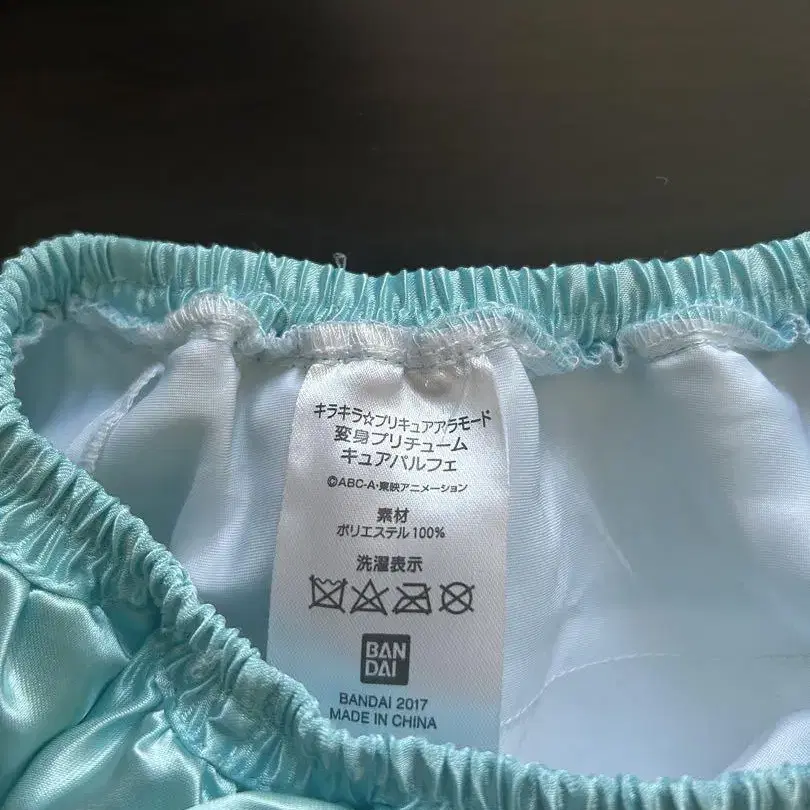 キラキラ☆プリキュアアラモード
変身プリチューム
キュアパルフェ
©ABC-A・東映アニメーション
素材
ポリエステル100%
洗濯表示
BAN
DAI
BANDAI 2017
MADE IN CHINA